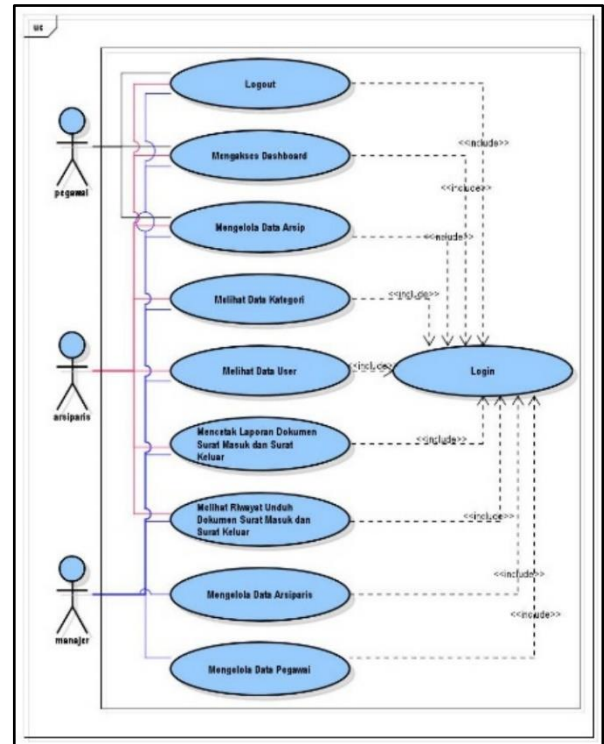 uc
Logout
<<include>>
pegawai
Mengakses Dashboard
<<include>>
Mengelola Data Arsip
<<include>>
Melihat Data Kategori
<<include>>
arsiparis
Melihat Data User
<<include>>
Login
Mencetak Laporan Dokumen
Surat Masuk dan Surat
Keluar
<<include>>
Melihat Riwayat Unduh
Dokumen Surat Masuk dan
Surat Keluar
<<include>>
manajer
Mengelola Data Arsiparis
<<include>>
Mengelola Data Pegawai
<<include>>